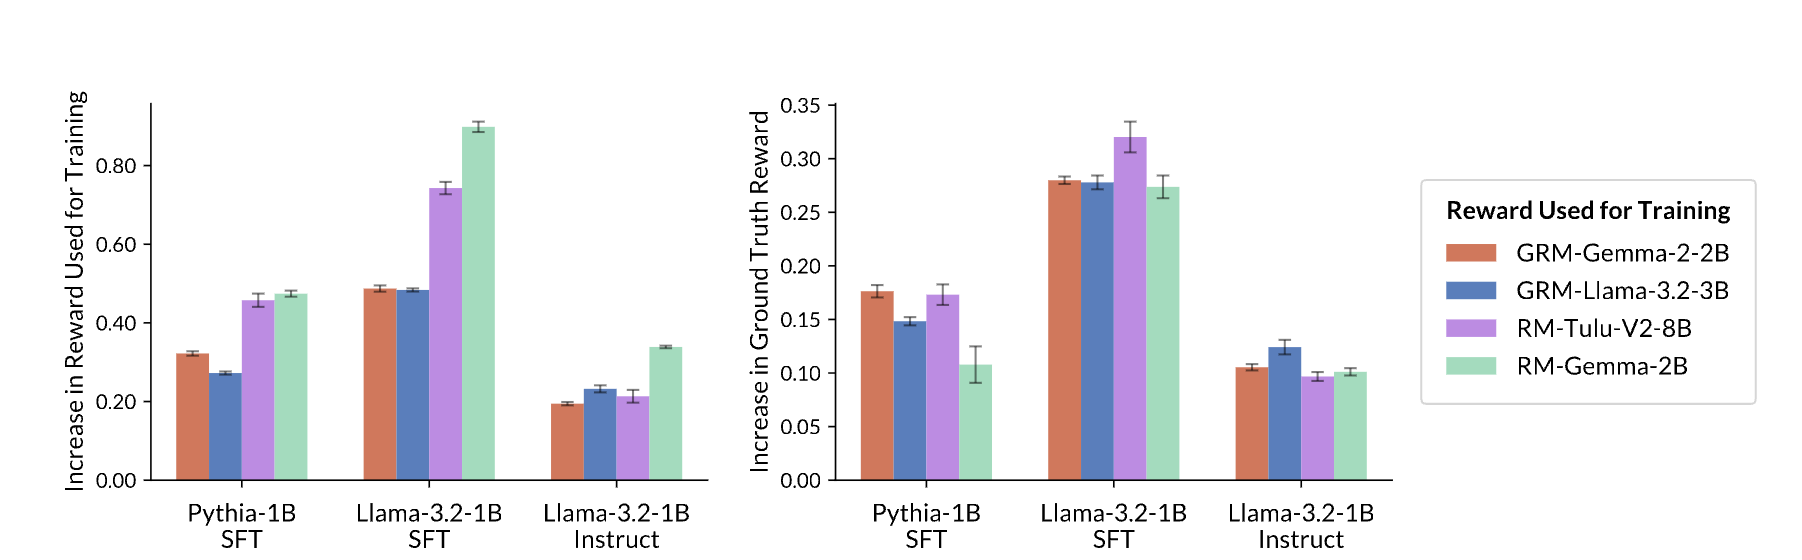 Increase in Reward Used for Training
0.80
0.60
0.40
0.20
0.00
Pythia-1B
SFT
Llama-3.2-1B
SFT
Llama-3.2-1B
Instruct
Increase in Ground Truth Reward
0.35
0.30
0.25
0.20
0.15
0.10
0.05
0.00
Pythia-1B
SFT
Llama-3.2-1B
SFT
Llama-3.2-1B
Instruct
Reward Used for Training
GRM-Gemma-2-2B
GRM-Llama-3.2-3B
RM-Tulu-V2-8B
RM-Gemma-2B